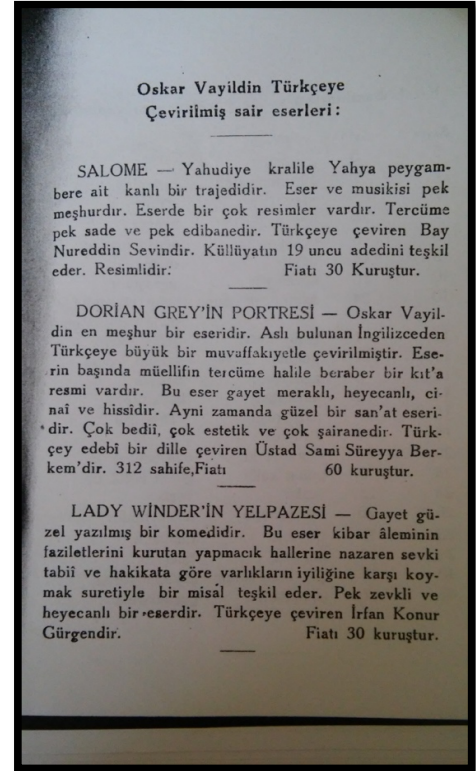 Oskar Vayildin Türkçeye
Çevirilmiş sair eserleri :
SALOME — Yahudiye kralile Yahya peygam-
bere ait kanlı bir trajedidir. Eser ve musikisi pek
meşhurdır. Eserde bir çok resimler vardır. Tercüme
pek sade ve pek edibanedir. Türkçeye çeviren Bay
Nureddin Sevindir. Küllüyatın 19 uncu adedini teşkil
eder. Resimlidir. Fiatı 30 Kuruştur.
DORİAN GREY'İN PORTRESİ — Oskar Vayil-
din en meşhur bir eseridir. Aslı bulunan İngilizceden
Türkçeye büyük bir muvaffakıyetle çevirilmiştir. Ese-
rin başında müellifin tercüme halile beraber bir kıt'a
resmi vardır. Bu eser gayet meraklı, heyecanlı, ci-
naî ve hissîdir. Ayni zamanda güzel bir san'at eseri-
dir. Çok bediî, çok estetik ve çok şairanedir. Türk-
çey edebî bir dille çeviren Üstad Sami Süreyya Ber-
kem'dir. 312 sahife,Fiatı 60 kuruştur.
LADY WİNDER'İN YELPAZESİ — Gayet gü-
zel yazılmış bir komedidir. Bu eser kibar âleminin
faziletlerini kurutan yapmacık hallerine nazaren sevki
tabiî ve hakikata göre varlıkların iyiliğine karşı koy-
mak suretiyle bir misâl teşkil eder. Pek zevkli ve
heyecanlı bir eserdir. Türkçeye çeviren İrfan Konur
Gürgendir. Fiatı 30 kuruştur.